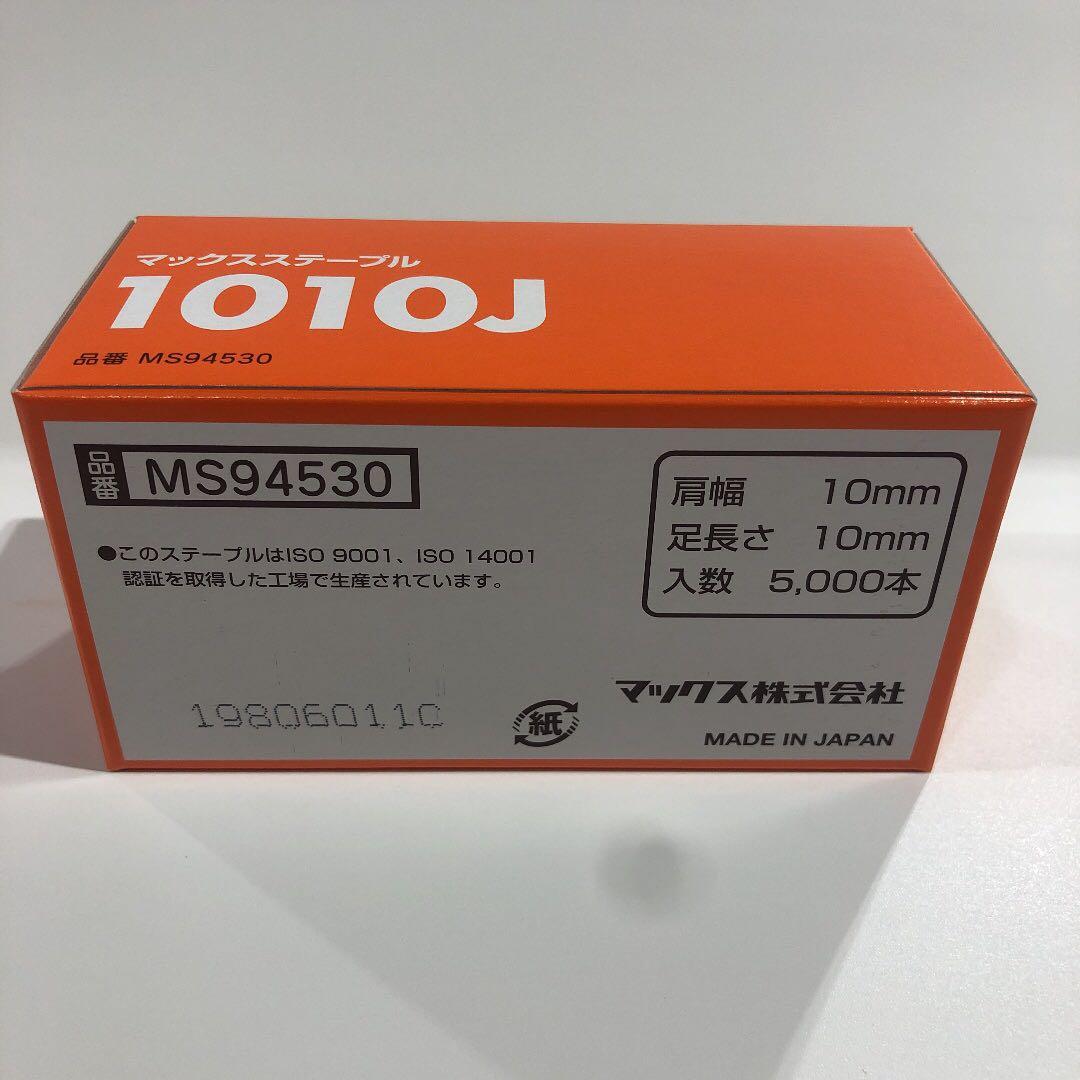 マックスステープル
1010J
品番 MS94530
品番 MS94530
●このステープルはISO 9001、ISO 14001
認証を取得した工場で生産されています。
肩幅 10mm
足長さ 10mm
入数 5,000本
マックス株式会社
MADE IN JAPAN
紙